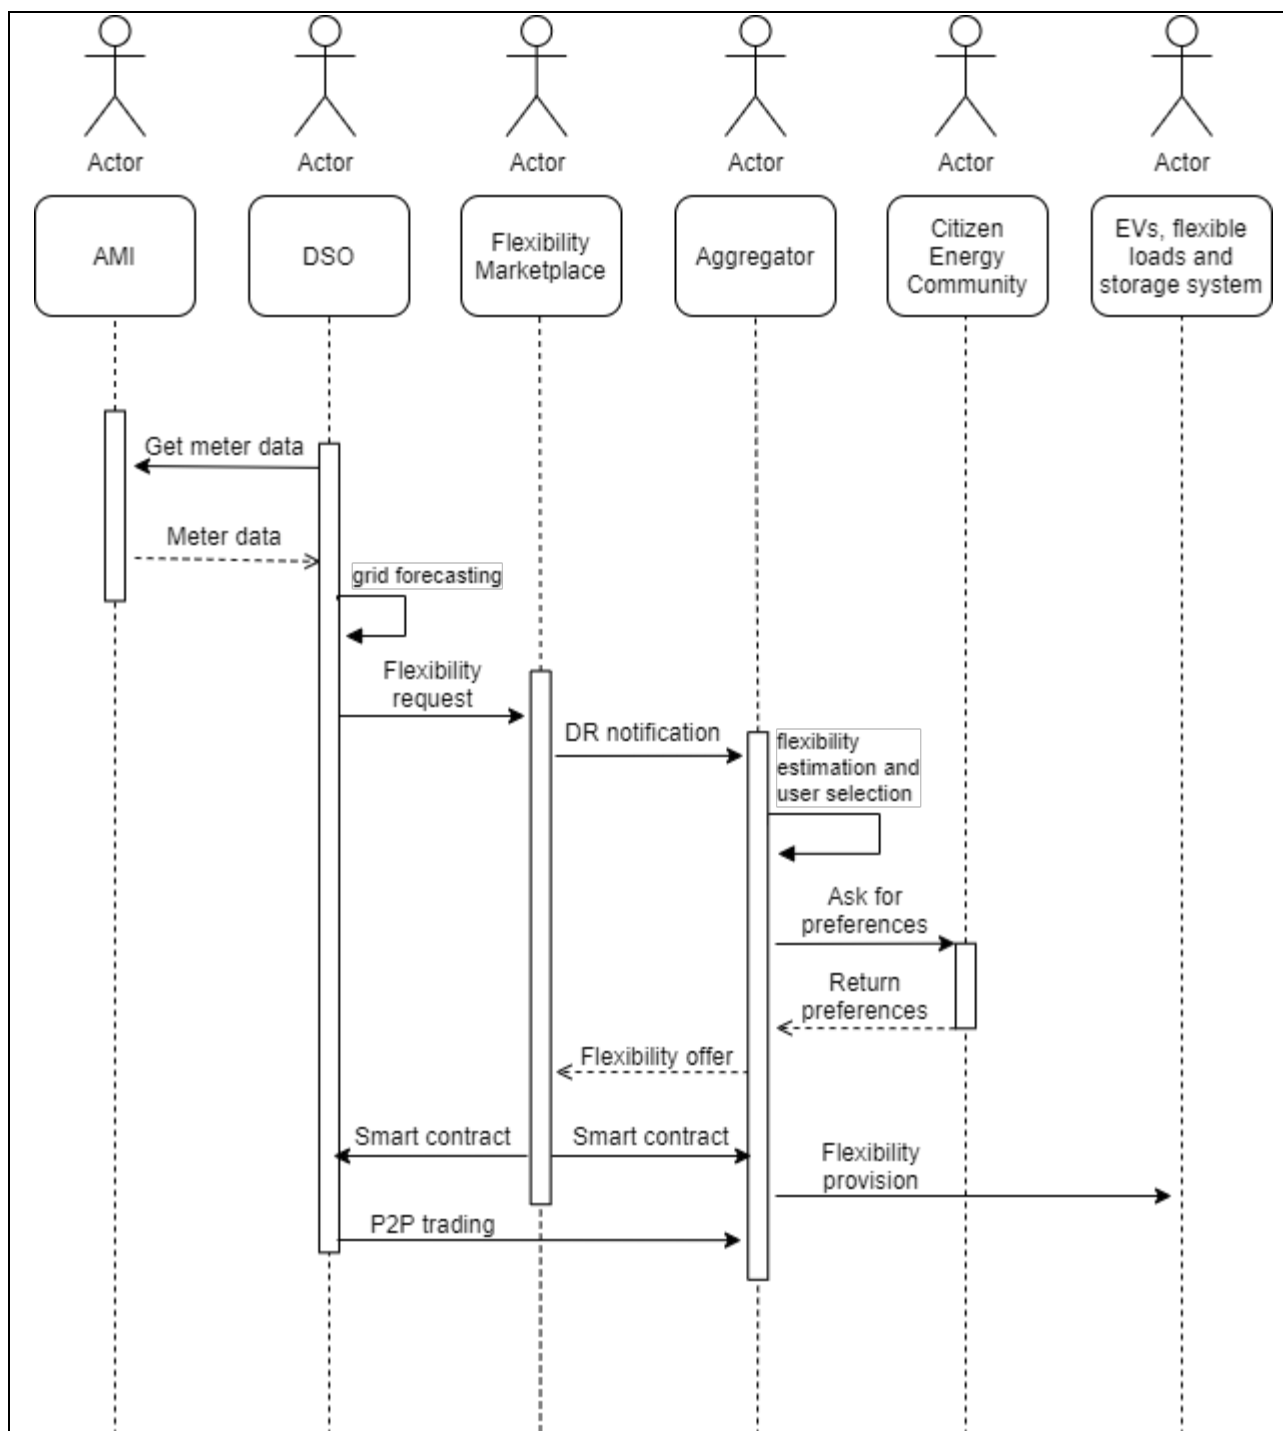 Actor
Actor
Actor
Actor
Actor
Actor
AMI
DSO
Flexibility
Marketplace
Aggregator
Citizen
Energy
Community
EVs, flexible
loads and
storage system
Get meter data
Meter data
grid forecasting
Flexibility
request
DR notification
flexibility
estimation and
user selection
Ask for
preferences
Return
preferences
Flexibility offer
Smart contract
Smart contract
Flexibility
provision
P2P trading